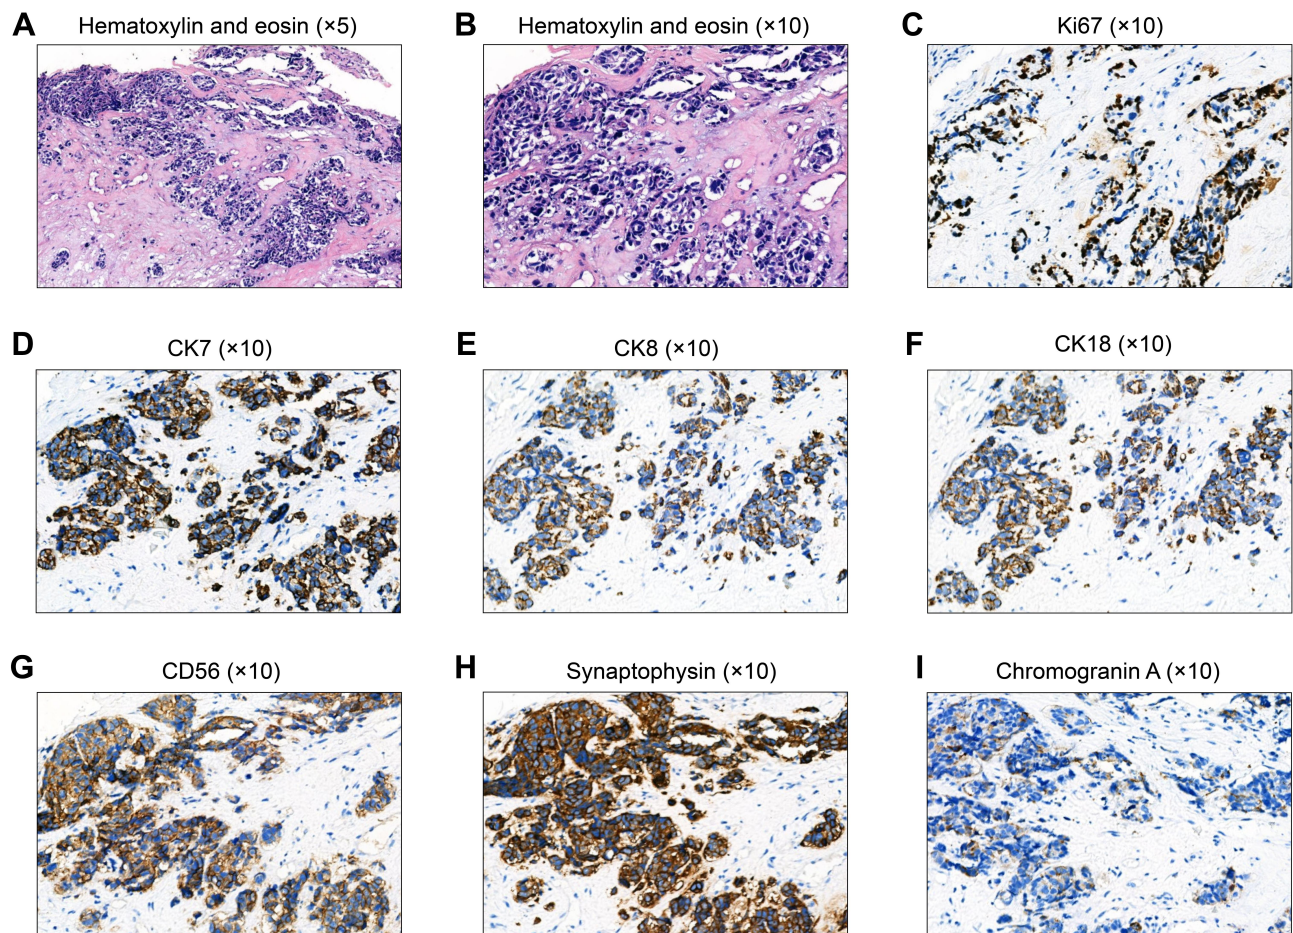 A Hematoxylin and eosin (×5)
B Hematoxylin and eosin (×10)
C Ki67 (×10)
D CK7 (×10)
E CK8 (×10)
F CK18 (×10)
G CD56 (×10)
H Synaptophysin (×10)
I Chromogranin A (×10)